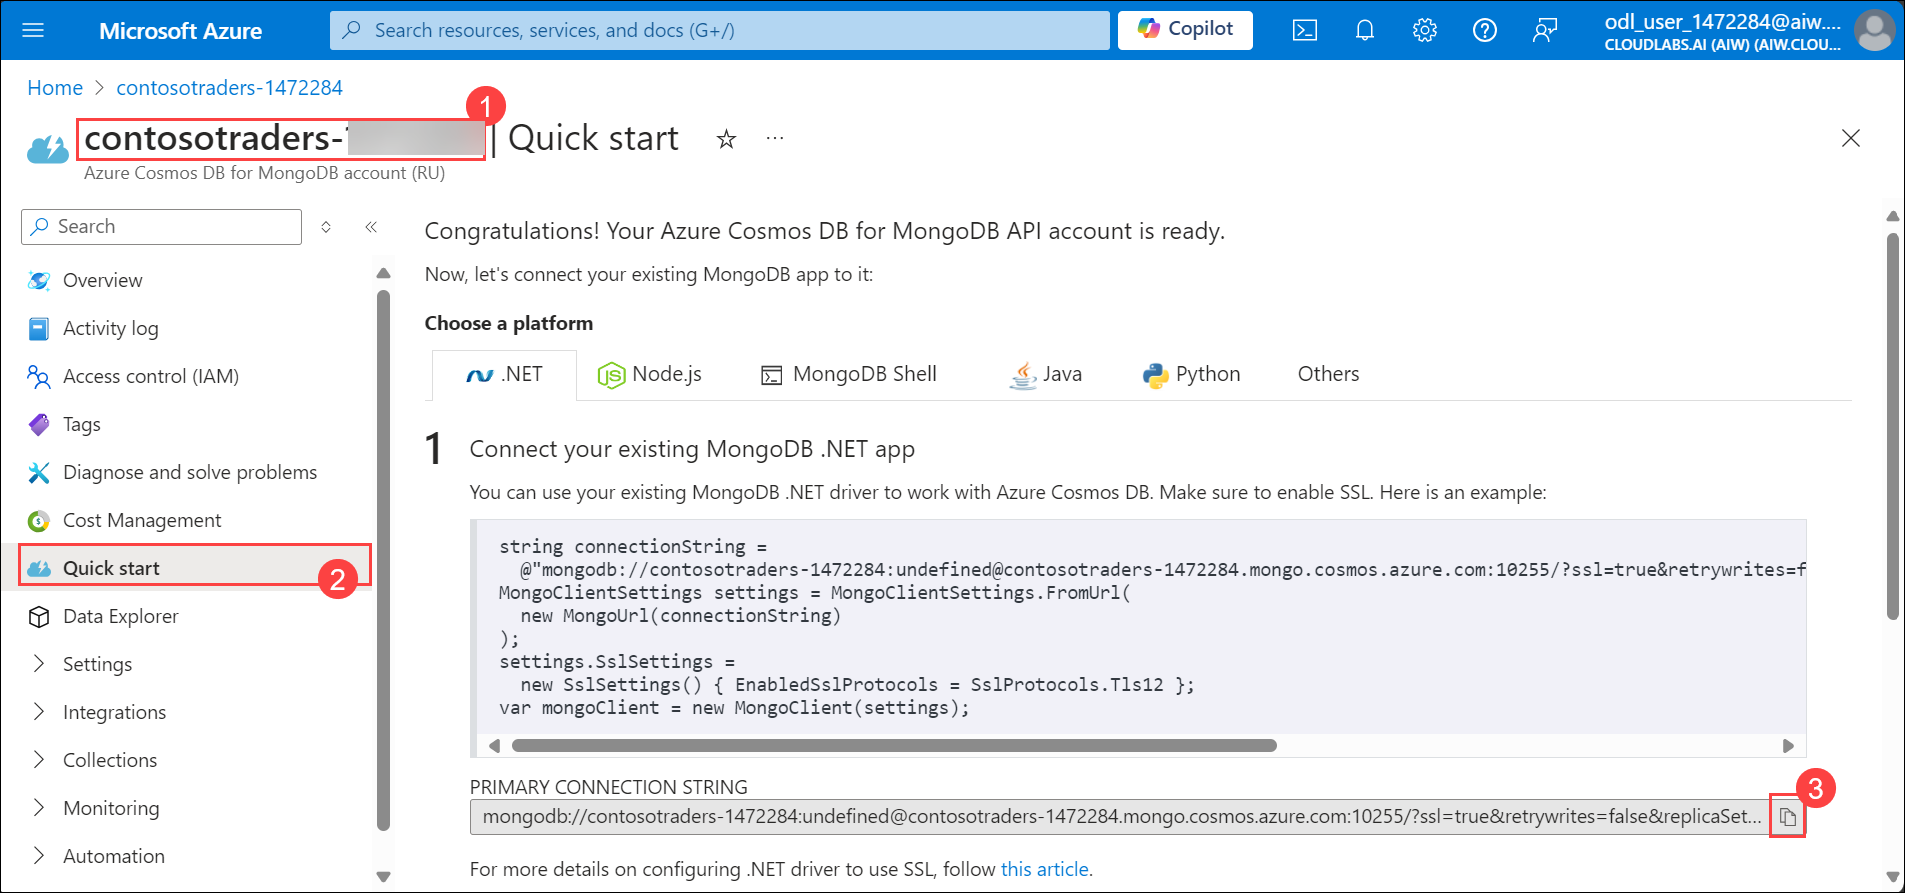 Microsoft Azure
Search resources, services, and docs (G+/)
Copilot
odl_user_1472284@aiw....
CLOUDLABS.AI (AIW) (AIW.CLOU...
Home > contosotraders-1472284
1
contosotraders- | Quick start
Azure Cosmos DB for MongoDB account (RU)
Search
Overview
Activity log
Access control (IAM)
Tags
Diagnose and solve problems
Cost Management
Quick start
2
Data Explorer
Settings
Integrations
Collections
Monitoring
Automation
Congratulations! Your Azure Cosmos DB for MongoDB API account is ready.
Now, let's connect your existing MongoDB app to it:
Choose a platform
.NET
Node.js
MongoDB Shell
Java
Python
Others
1 Connect your existing MongoDB .NET app
You can use your existing MongoDB .NET driver to work with Azure Cosmos DB. Make sure to enable SSL. Here is an example:
string connectionString =
@"mongodb://contosotraders-1472284:undefined@contosotraders-1472284.mongo.cosmos.azure.com:10255/?ssl=true&retrywrites=f
MongoClientSettings settings = MongoClientSettings.FromUrl(
new MongoUrl(connectionString)
);
settings.SslSettings =
new SslSettings() { EnabledSslProtocols = SslProtocols.Tls12 };
var mongoClient = new MongoClient(settings);
PRIMARY CONNECTION STRING
3
mongodb://contosotraders-1472284:undefined@contosotraders-1472284.mongo.cosmos.azure.com:10255/?ssl=true&retrywrites=false&replicaSet...
For more details on configuring .NET driver to use SSL, follow this article.